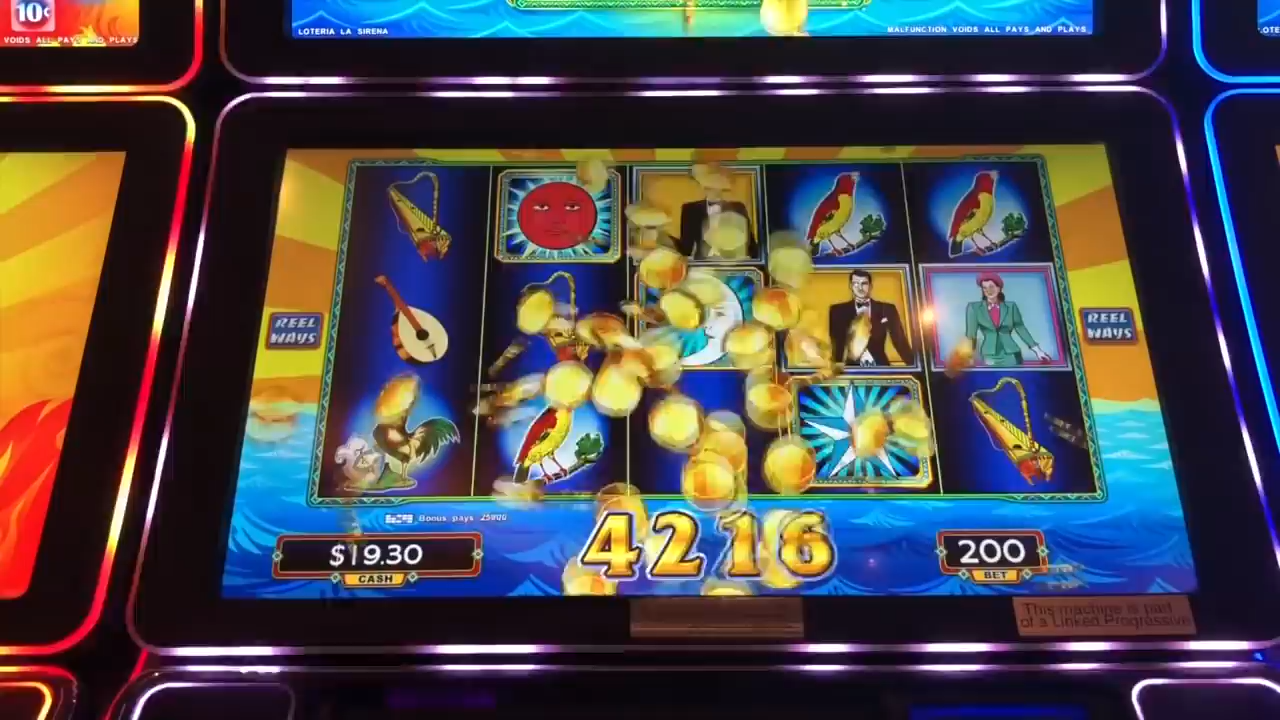 10¢
VOIDS ALL PAYS AND PLAYS
LOTERIA LA SIRENA
MALFUNCTION VOIDS ALL PAYS AND PLAYS
REEL
WAYS
REEL
WAYS
Bonus pays 25900
$19.30
CASH
4216
200
BET
This machine is part
of a Linked Progressive